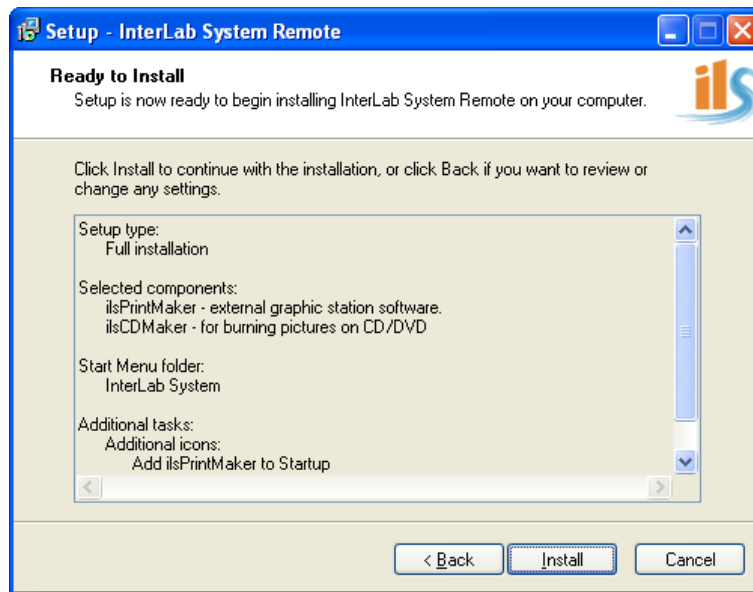 Setup - InterLab System Remote
Ready to Install
Setup is now ready to begin installing InterLab System Remote on your computer.
ils
Click Install to continue with the installation, or click Back if you want to review or
change any settings.
Setup type:
Full installation
Selected components:
ilsPrintMaker - external graphic station software.
ilsCDMaker - for burning pictures on CD/DVD
Start Menu folder:
InterLab System
Additional tasks:
Additional icons:
Add ilsPrintMaker to Startup
< Back
Install
Cancel